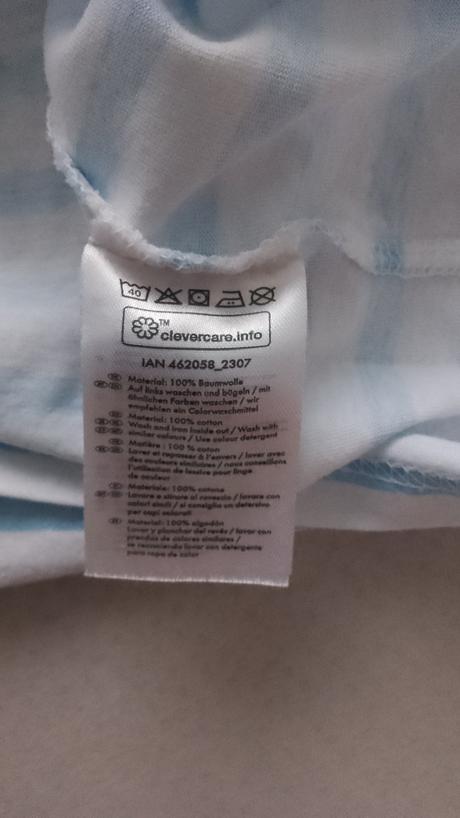 40
TM
clevercare.info
IAN 462058_2307
Material: 100% Baumwolle
Auf links waschen und bügeln / mit
ähnlichen Farben waschen / wir
empfehlen ein Colorwaschmittel
Material: 100% cotton
Wash and iron inside out / Wash with
similar colours / Use colour detergent
Matière : 100 % coton
Laver et repasser à l'envers / laver avec
des couleurs similaires / nous conseillons
l'utilisation de lessive pour linge
de couleur
Materiale: 100% cotone
Lavare e stirare al rovescio / lavare con
colori simili / si consiglia un detersivo
per capi colorati
Material: 100% algodón
Lavar y planchar del revés / lavar con
prendas de colores similares /
se recomienda lavar con detergente
para ropa de color